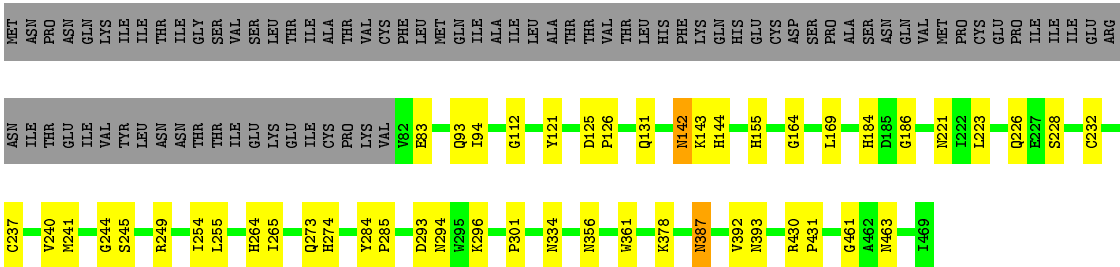 MET ASN PRO ASN GLN LYS ILE ILE THR ILE GLY SER VAL SER LEU THR ILE ALA THR VAL CYS PHE LEU MET GLN ILE ALA ILE LEU ALA THR THR VAL THR LEU HIS PHE LYS GLN HIS GLU CYS ASP SER PRO ALA SER ASN GLN VAL MET PRO CYS GLU PRO ILE ILE ILE GLU ARG
ASN ILE THR GLU ILE VAL TYR LEU ASN ASN THR THR ILE GLU LYS GLU ILE CYS PRO LYS VAL V82 E83 Q93 I94 G112 Y121 D125 P126 Q131 N142 K143 H144 H155 G164 L169 H184 D185 G186 N221 I222 L223 Q226 E227 S228 C232
C237 V240 M241 G244 S245 R249 I254 L255 H264 I265 Q273 H274 Y284 P285 D293 N294 W295 K296 P301 N334 N356 W361 K378 N387 V392 N393 R430 P431 G461 A462 N463 I469